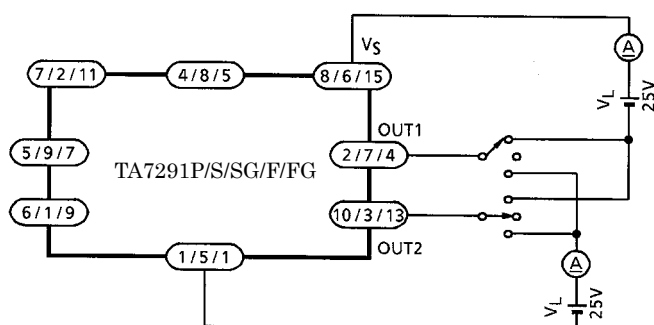 VS
A
7/2/11
4/8/5
8/6/15
VL
25V
OUT1
5/9/7
TA7291P/S/SG/F/FG
2/7/4
6/1/9
10/3/13
1/5/1
OUT2
A
VL
25V